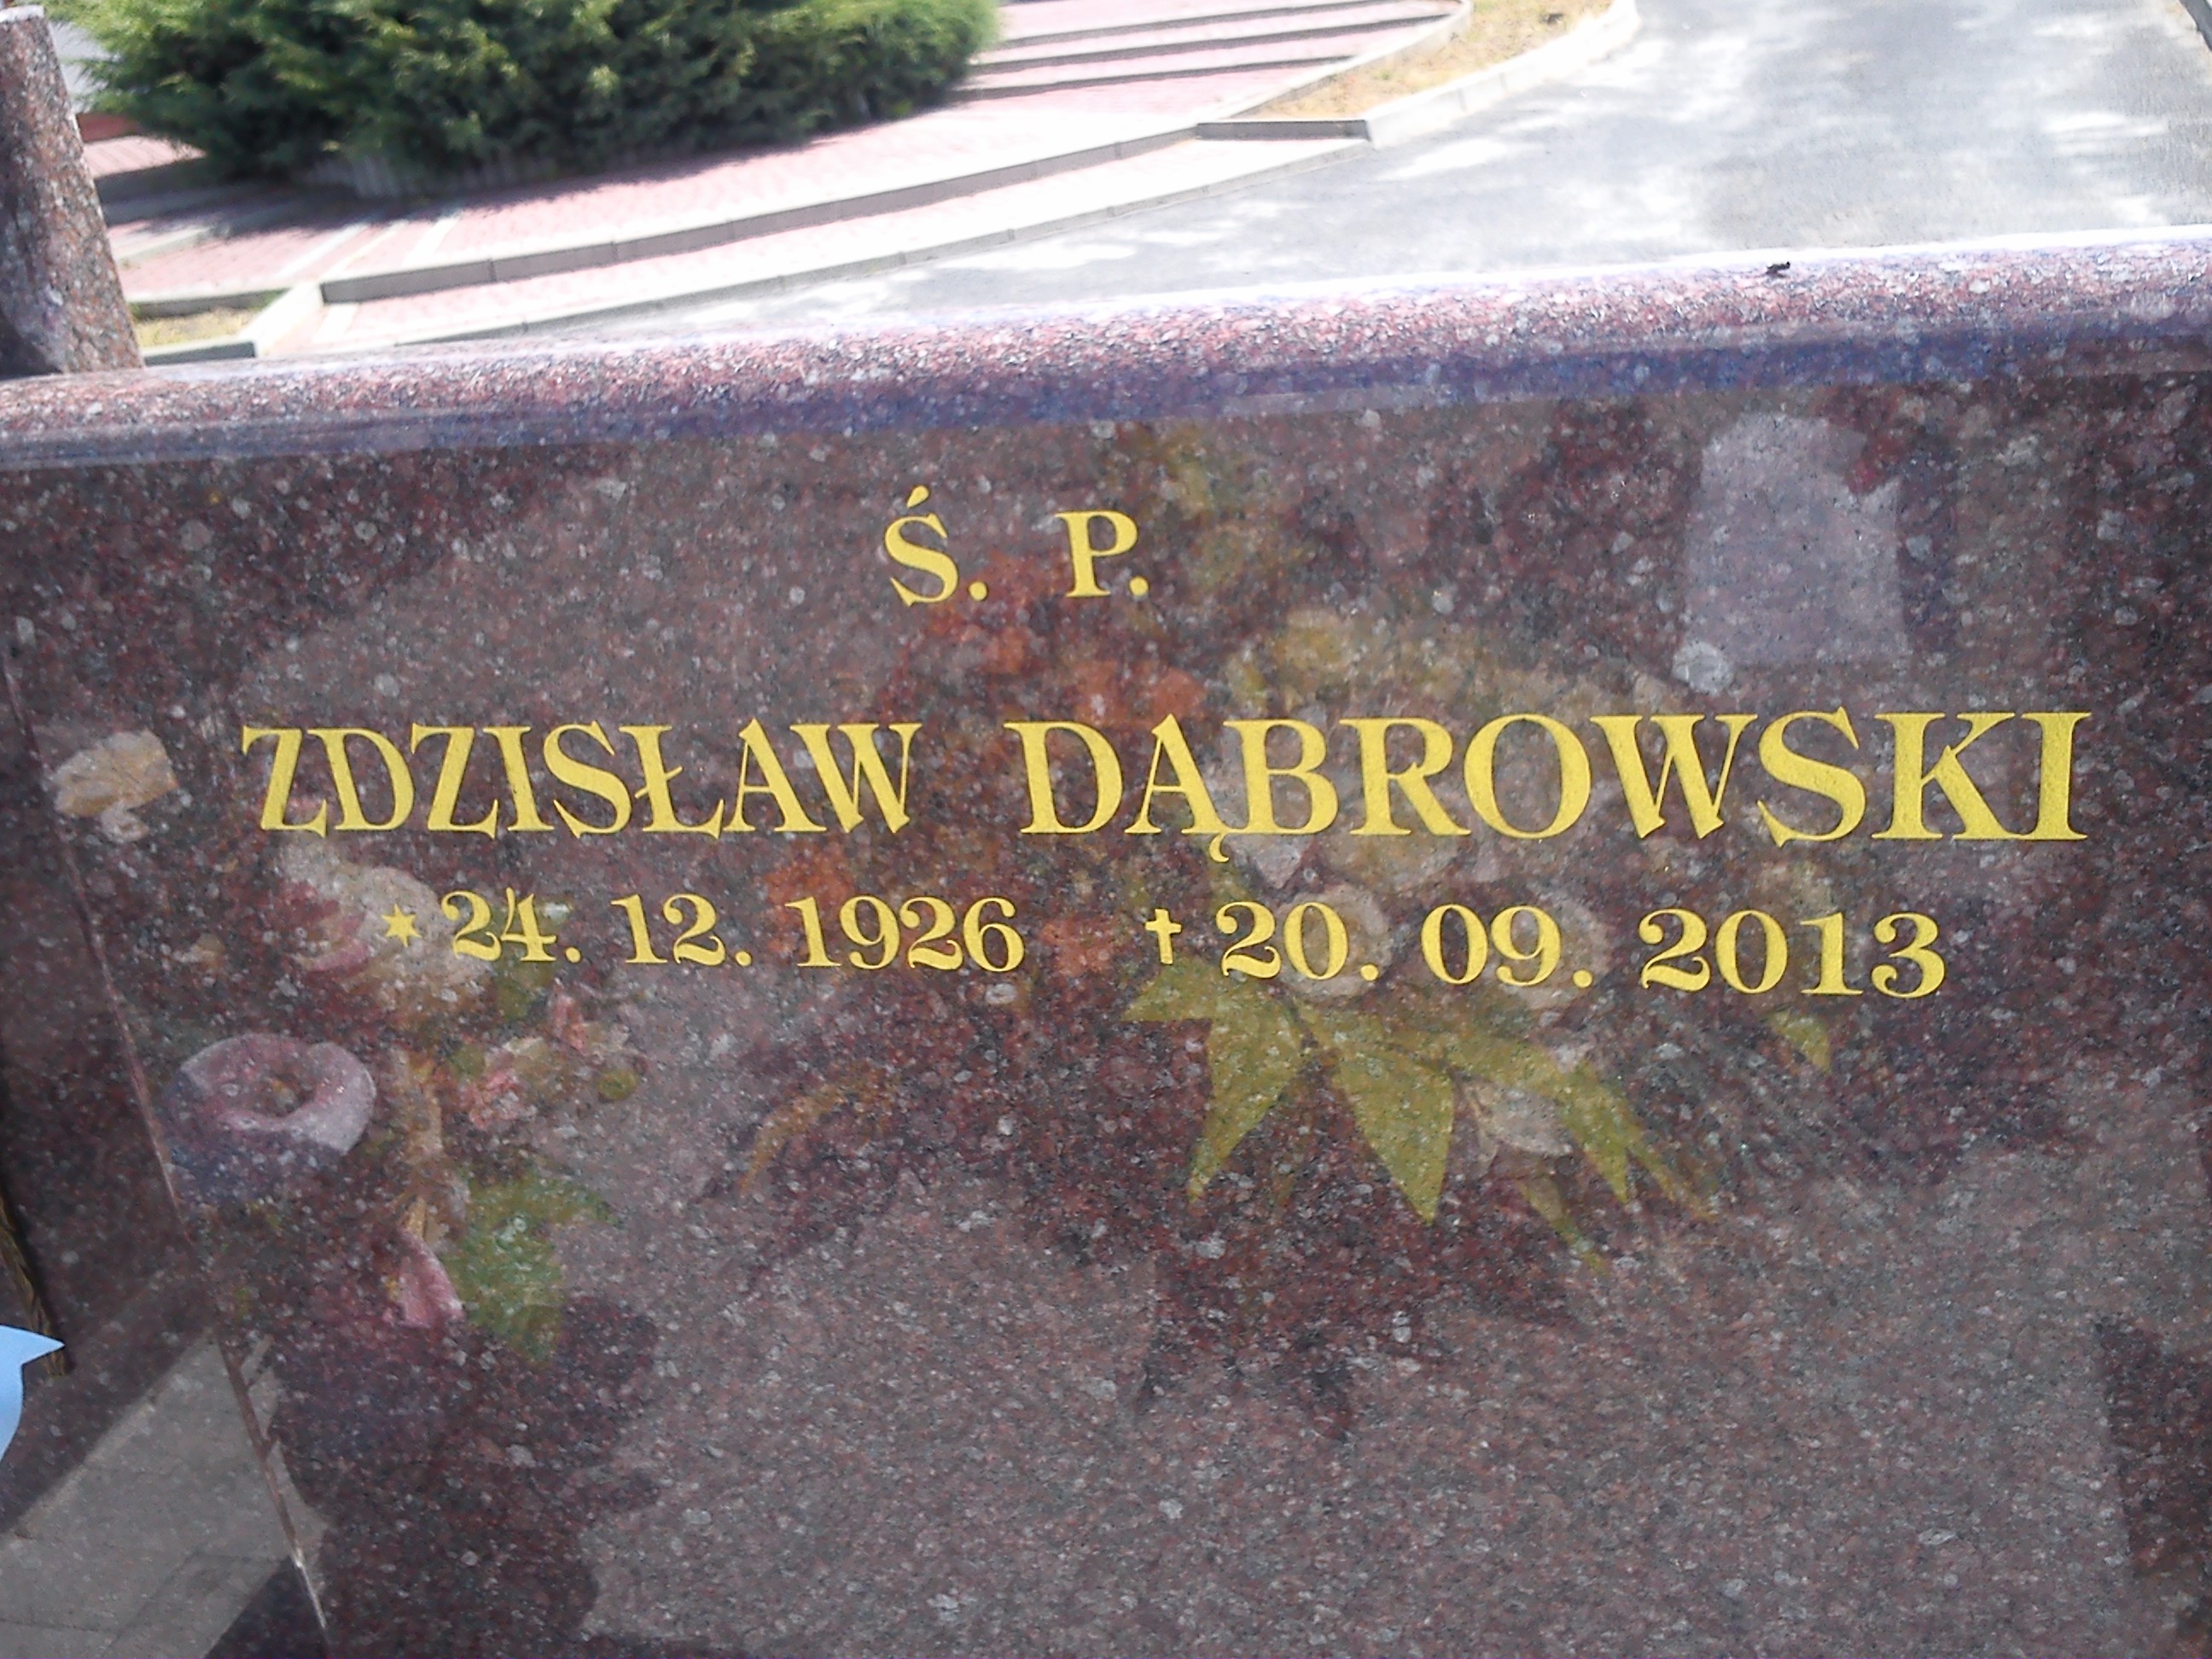 Ś. P.
ZDZISŁAW DĄBROWSKI
* 24. 12. 1926 ✝ 20. 09. 2013